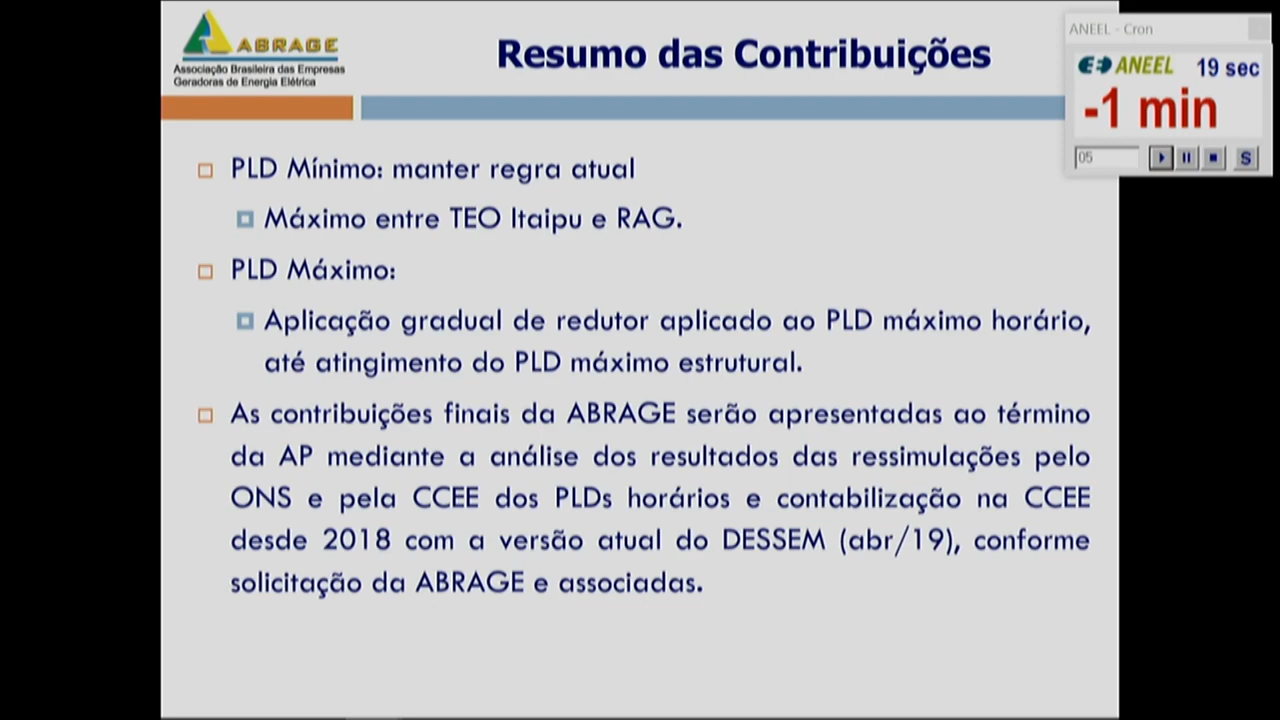 ABRAGE
Associação Brasileira das Empresas
Geradoras de Energia Elétrica
Resumo das Contribuições
ANEEL - Cron
ANEEL 19 sec
-1 min
05
S
PLD Mínimo: manter regra atual
Máximo entre TEO Itaipu e RAG.
PLD Máximo:
Aplicação gradual de redutor aplicado ao PLD máximo horário,
até atingimento do PLD máximo estrutural.
As contribuições finais da ABRAGE serão apresentadas ao término
da AP mediante a análise dos resultados das ressimulações pelo
ONS e pela CCEE dos PLDs horários e contabilização na CCEE
desde 2018 com a versão atual do DESSEM (abr/19), conforme
solicitação da ABRAGE e associadas.